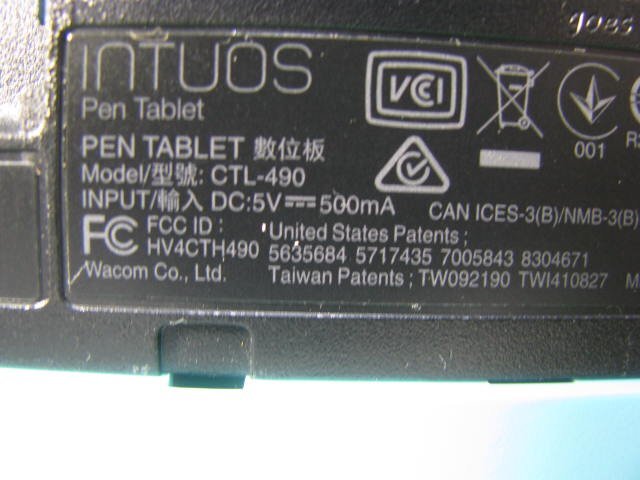 goes
INTUOS
Pen Tablet
VCI
001
PEN TABLET 數位板
Model/型號: CTL-490
INPUT/輸入 DC:5V⎓500mA
CAN ICES-3(B)/NMB-3(B)
FC FCC ID :
HV4CTH490
United States Patents ;
5635684 5717435 7005843 8304671
Wacom Co., Ltd.
Taiwan Patents ; TW092190 TWI410827